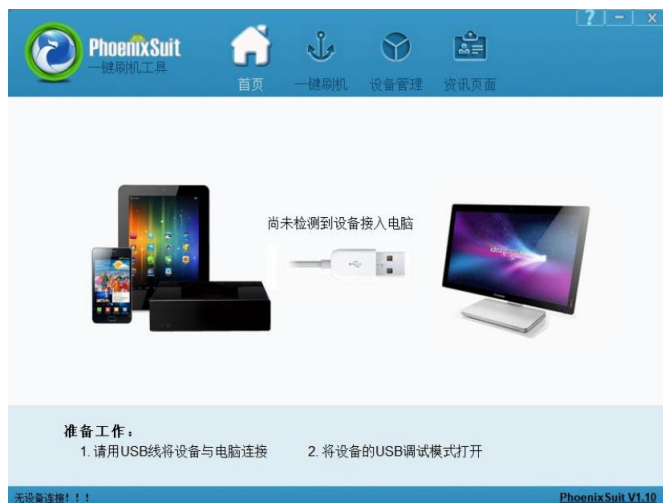 [?] - x
PhoenixSuit
一键刷机工具
首页 一键刷机 设备管理 资讯页面
尚未检测到设备接入电脑
准备工作：
1. 请用USB线将设备与电脑连接 2. 将设备的USB调试模式打开
无设备连接！！！ PhoenixSuit V1.10